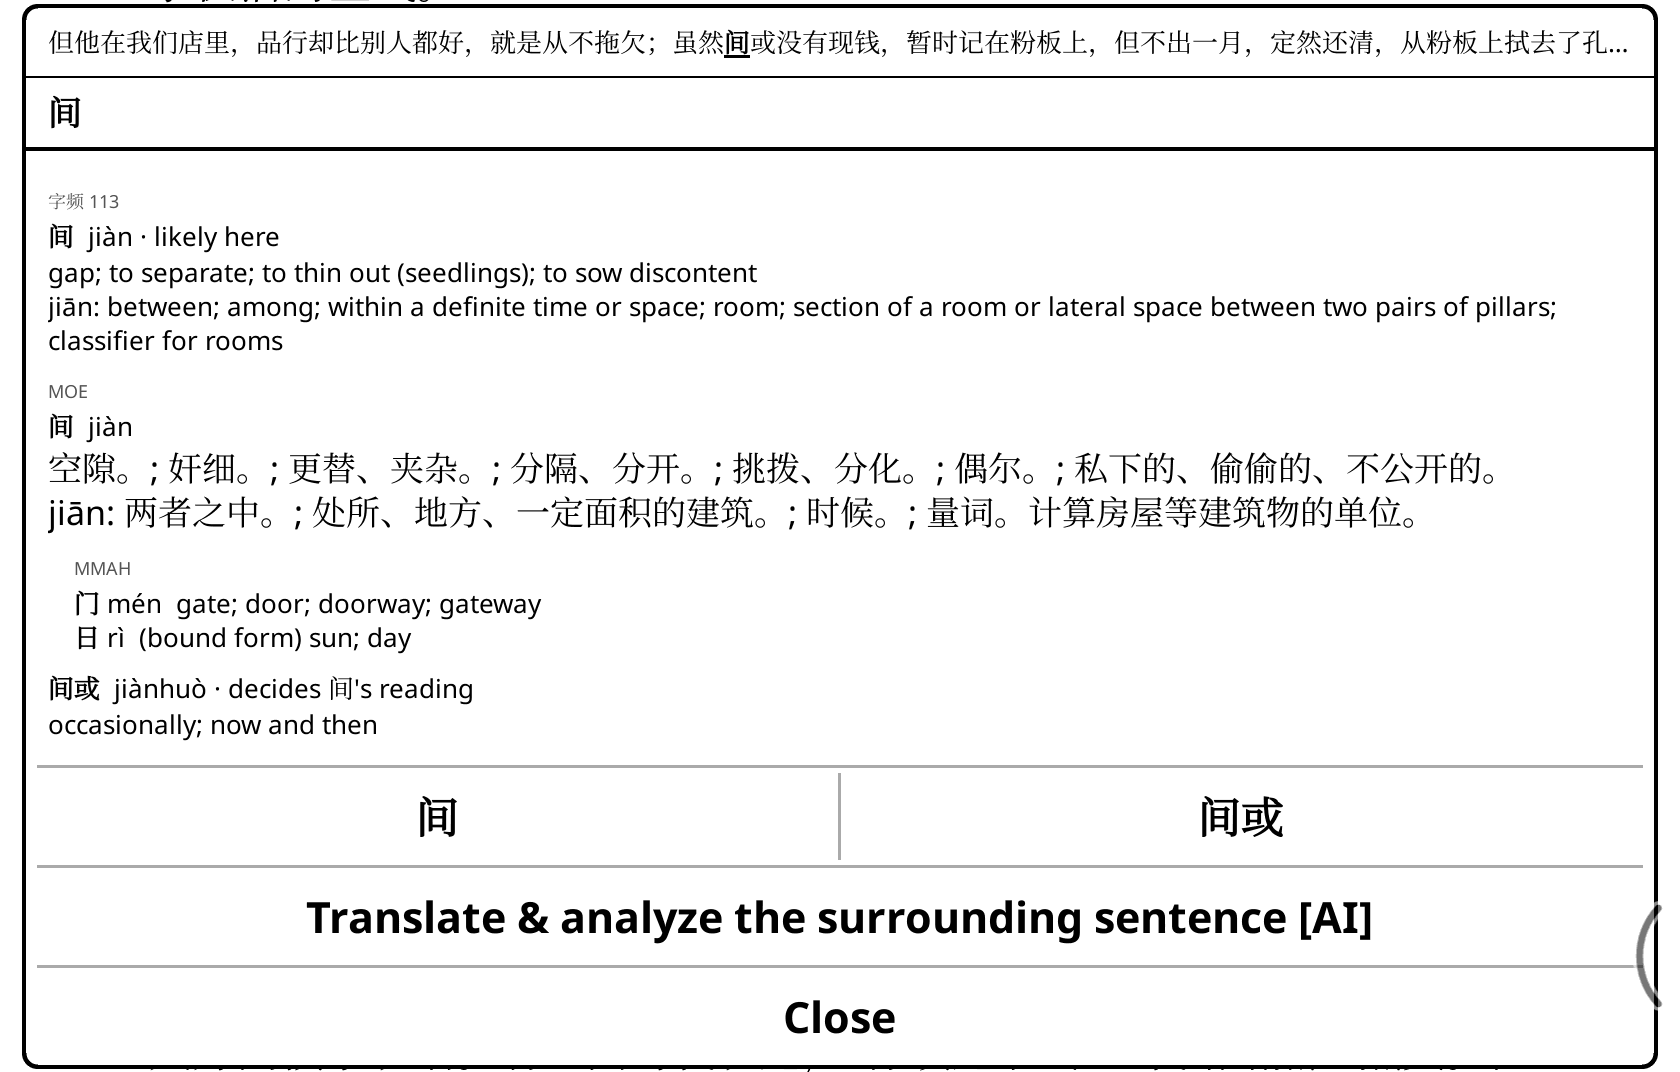 但他在我们店里，品行却比别人都好，就是从不拖欠；虽然间或没有现钱，暂时记在粉板上，但不出一月，定然还清，从粉板上拭去了孔...
间
字频 113
间 jiàn · likely here
gap; to separate; to thin out (seedlings); to sow discontent
jiān: between; among; within a definite time or space; room; section of a room or lateral space between two pairs of pillars;
classifier for rooms
MOE
间 jiàn
空隙。; 奸细。; 更替、夹杂。; 分隔、分开。; 挑拨、分化。; 偶尔。; 私下的、偷偷的、不公开的。
jiān: 两者之中。; 处所、地方、一定面积的建筑。; 时候。; 量词。计算房屋等建筑物的单位。
MMAH
门 mén gate; door; doorway; gateway
日 rì (bound form) sun; day
间或 jiànhuò · decides 间's reading
occasionally; now and then
间 间或
Translate & analyze the surrounding sentence [AI]
Close